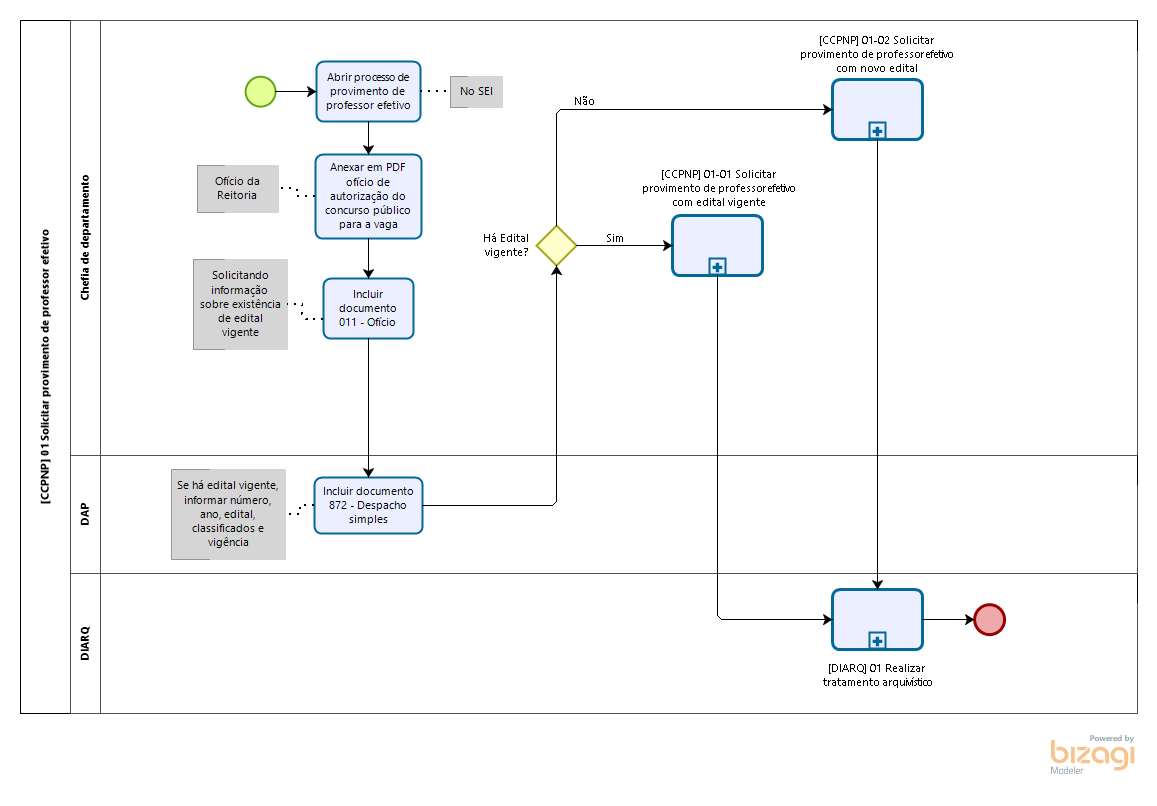 [CCPNP] 01 Solicitar provimento de professor efetivo
Chefia de departamento
Abrir processo de
provimento de
professor efetivo
No SEI
Anexar em PDF
ofício de
autorização do
concurso público
para a vaga
Ofício da
Reitoria
Incluir
documento
011 - Ofício
Solicitando
informação
sobre existência
de edital
vigente
Há Edital
vigente?
Não
Sim
[CCPNP] 01-02 Solicitar
provimento de professor efetivo
com novo edital
[CCPNP] 01-01 Solicitar
provimento de professor efetivo
com edital vigente
DAP
Se há edital vigente,
informar número,
ano, edital,
classificados e
vigência
Incluir documento
872 - Despacho
simples
DIARQ
[DIARQ] 01 Realizar
tratamento arquivístico
Powered by
bizagi
Modeler